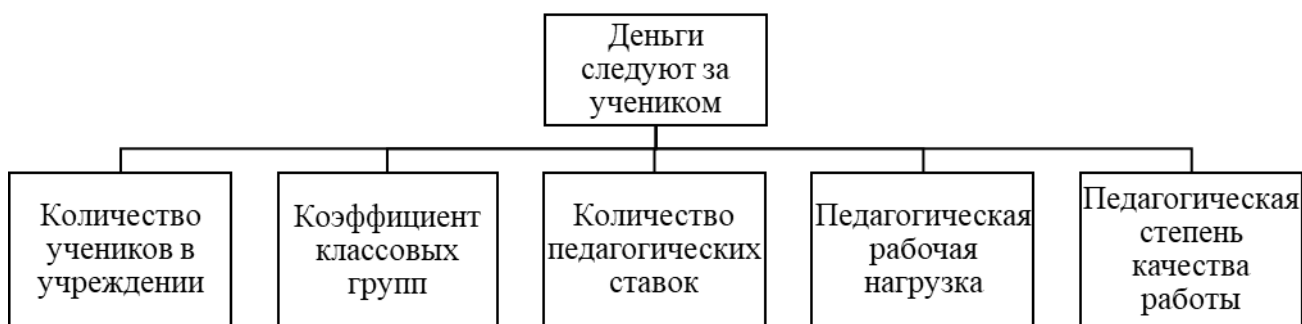 Деньги
следуют за
учеником
Количество
учеников в
учреждении
Коэффициент
классовых
групп
Количество
педагогических
ставок
Педагогическая
рабочая
нагрузка
Педагогическая
степень
качества
работы